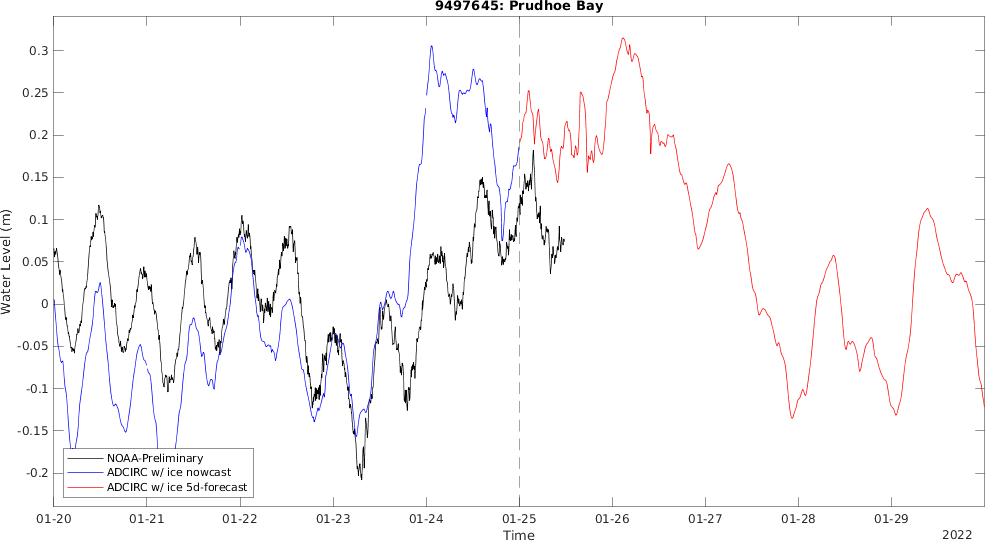 9497645: Prudhoe Bay
Water Level (m)
0.3
0.25
0.2
0.15
0.1
0.05
0
-0.05
-0.1
-0.15
-0.2
NOAA-Preliminary
ADCIRC w/ ice nowcast
ADCIRC w/ ice 5d-forecast
01-20 01-21 01-22 01-23 01-24 01-25 01-26 01-27 01-28 01-29
Time
2022